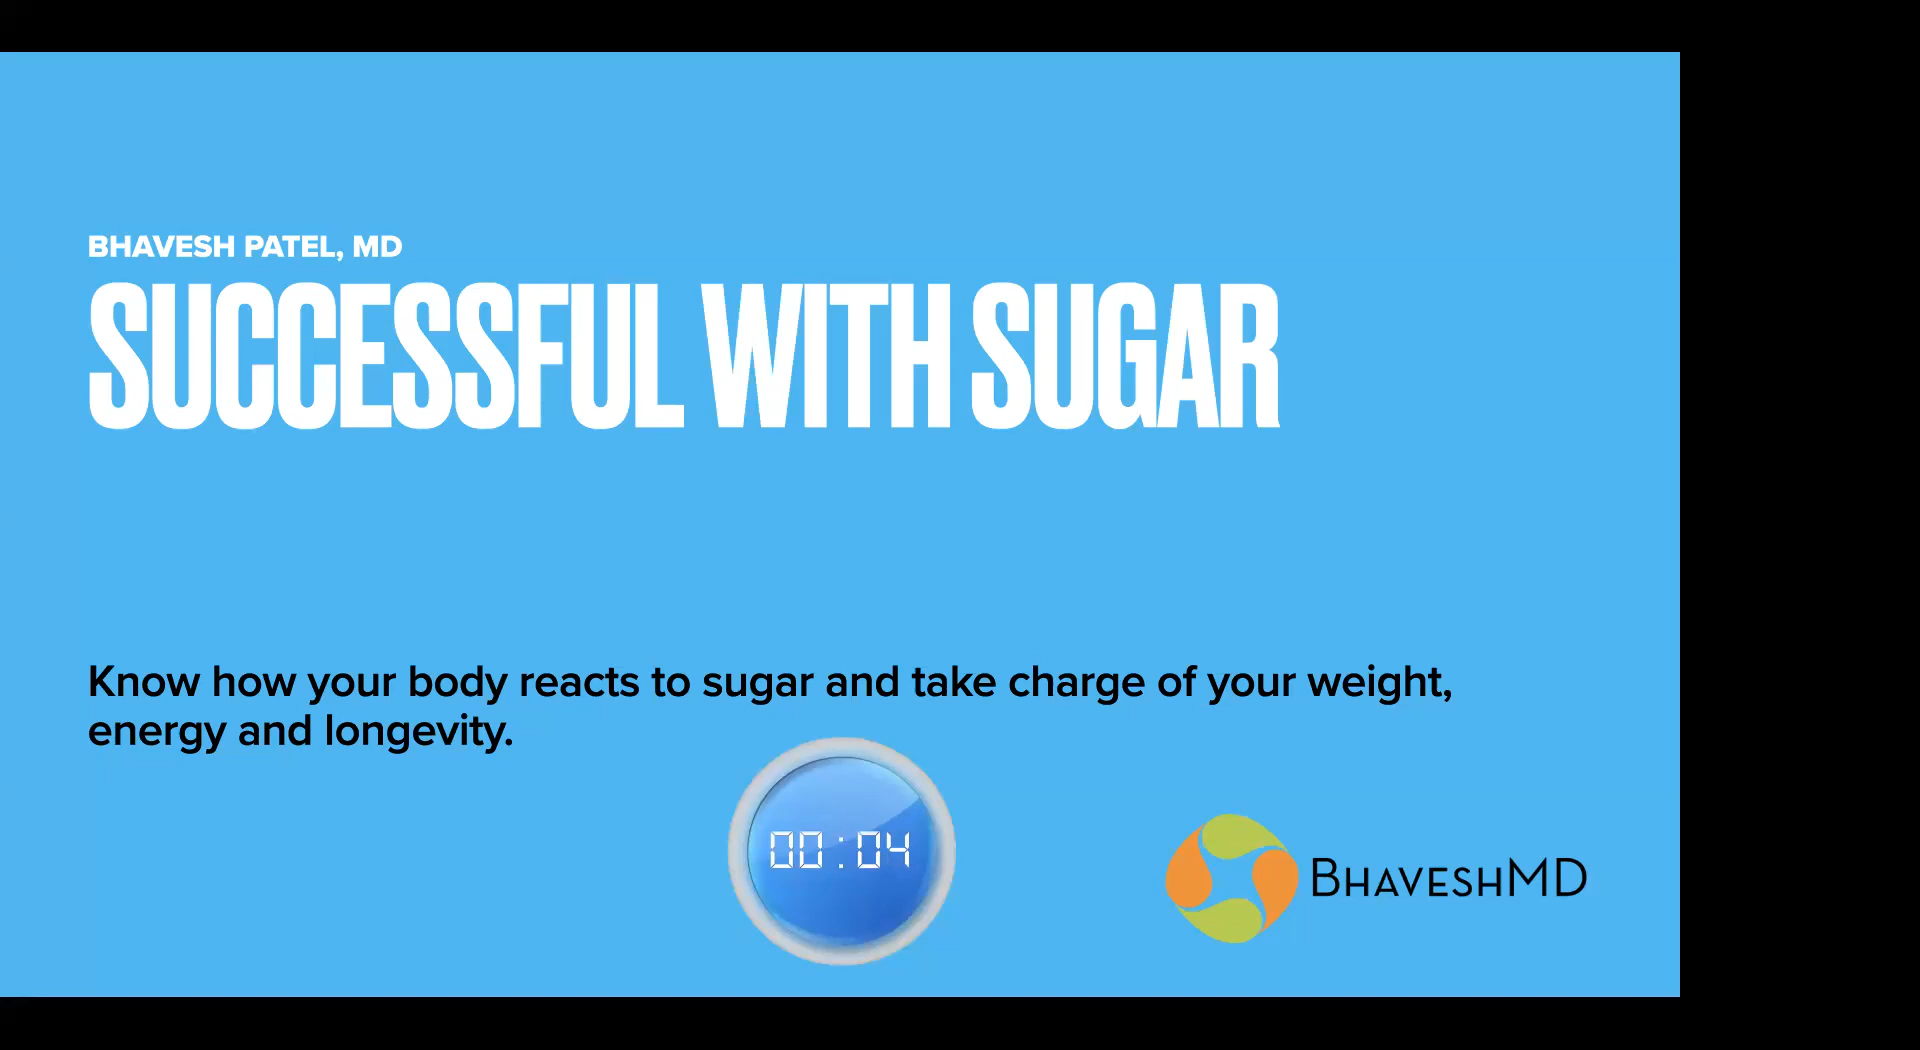 BHAVESH PATEL, MD
SUCCESSFUL WITH SUGAR
Know how your body reacts to sugar and take charge of your weight,
energy and longevity.
00:04
BHAVESHMD